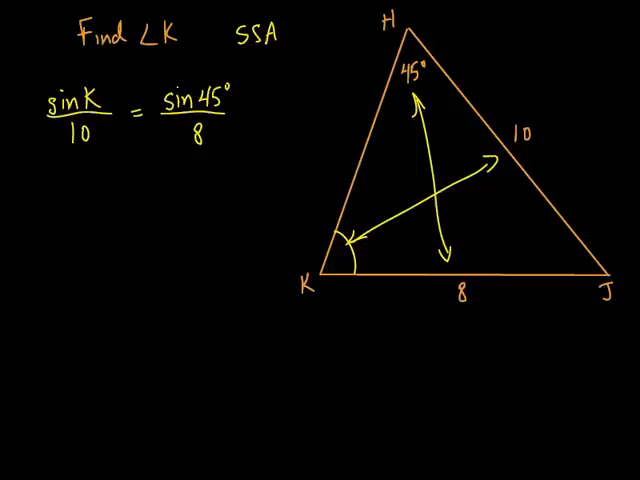 Find ∠K SSA
sin K / 10 = sin 45° / 8
H
45°
10
K
8
J